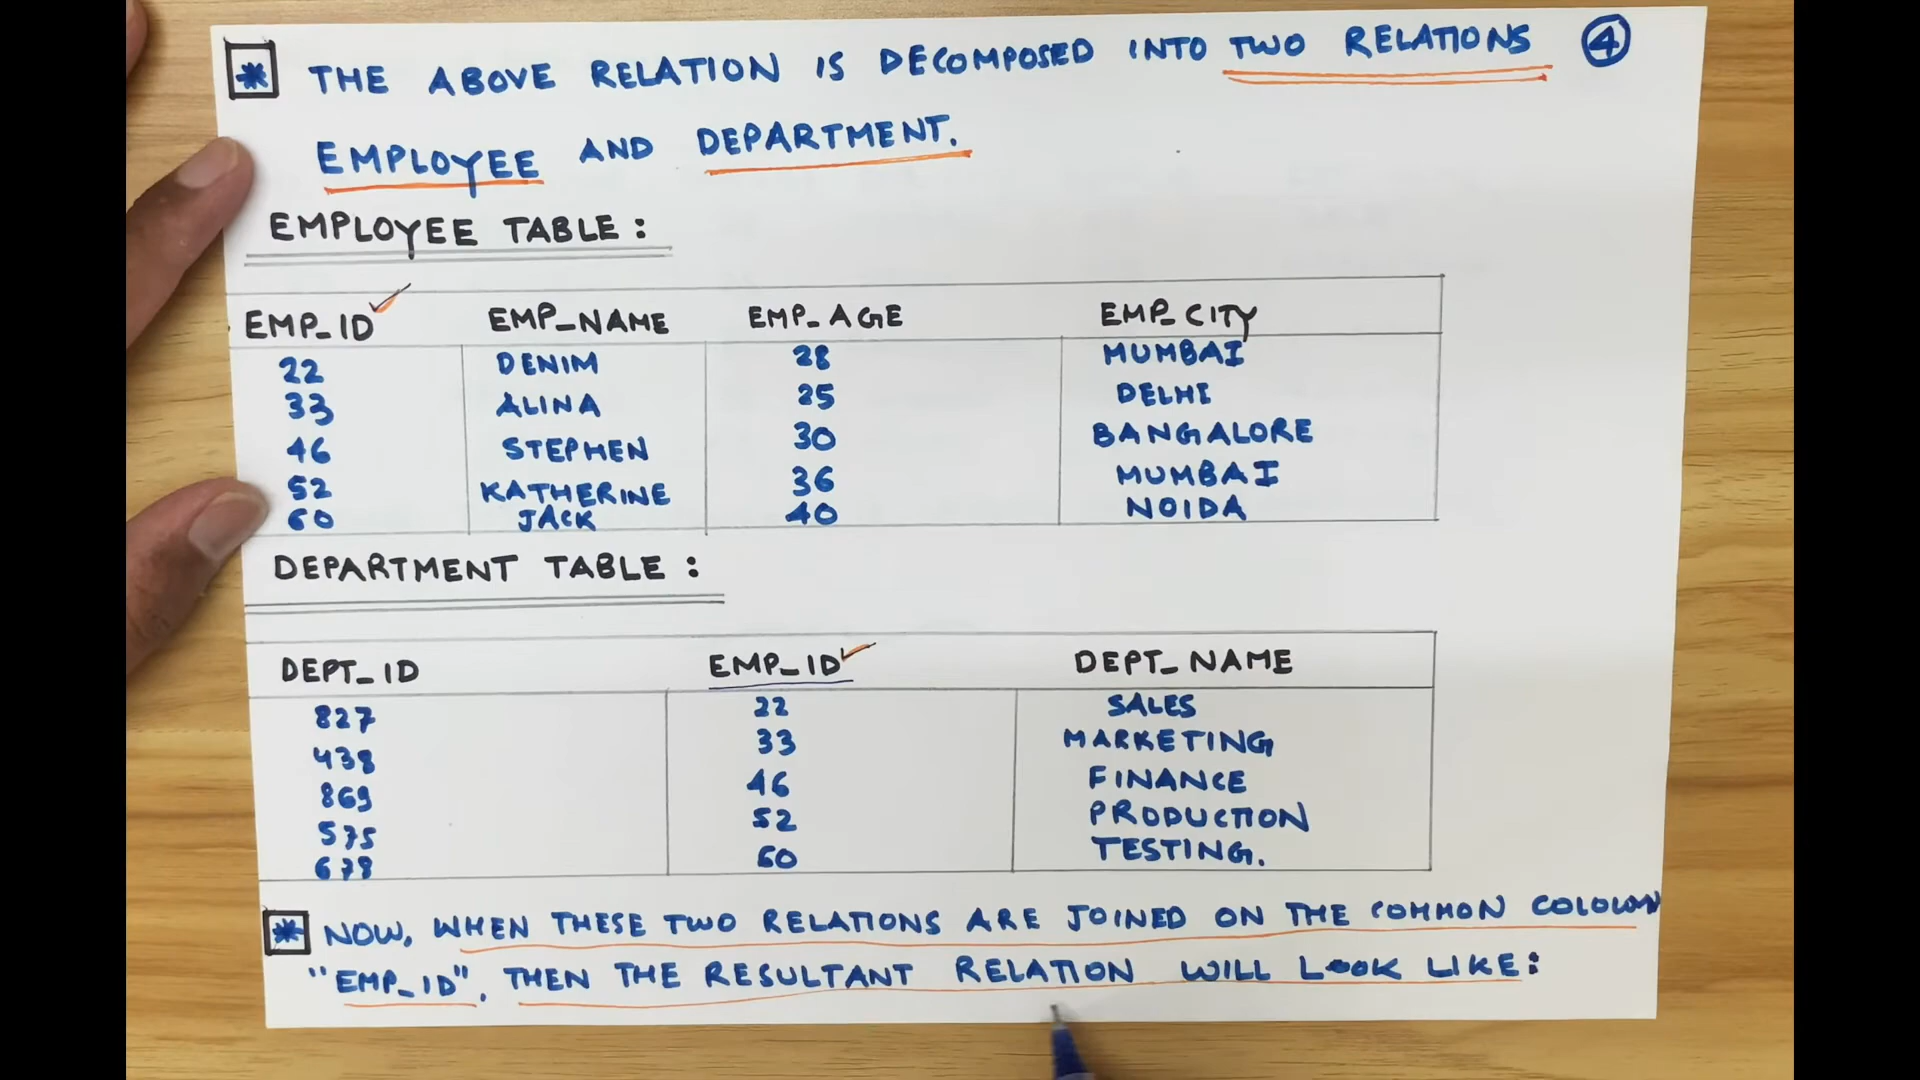 * THE ABOVE RELATION IS DECOMPOSED INTO TWO RELATIONS 4
EMPLOYEE AND DEPARTMENT.
EMPLOYEE TABLE :
EMP_ID EMP_NAME EMP_AGE EMP_CITY
22 DENIM 28 MUMBAI
33 ALINA 25 DELHI
46 STEPHEN 30 BANGALORE
52 KATHERINE 36 MUMBAI
60 JACK 40 NOIDA
DEPARTMENT TABLE :
DEPT_ID EMP_ID DEPT_NAME
827 22 SALES
438 33 MARKETING
869 46 FINANCE
575 52 PRODUCTION
678 60 TESTING.
* NOW, WHEN THESE TWO RELATIONS ARE JOINED ON THE COMMON COLOUMN
"EMP_ID", THEN THE RESULTANT RELATION WILL LOOK LIKE: